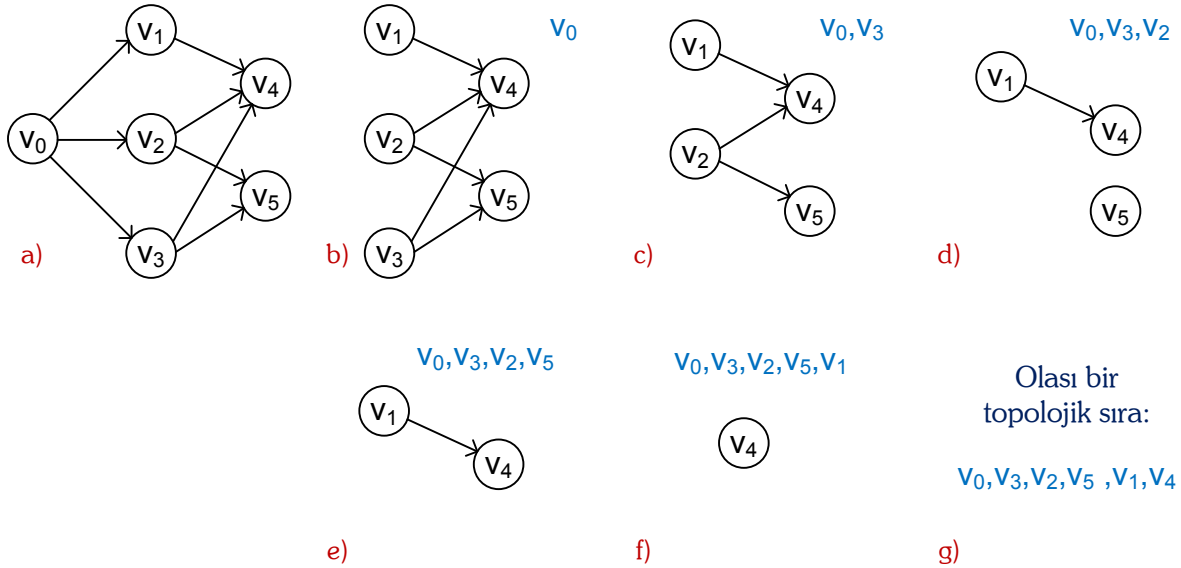 v₁
v₄
v₀
v₂
v₅
v₃
a)
v₀
v₁
v₄
v₂
v₅
v₃
b)
v₀,v₃
v₁
v₄
v₂
v₅
c)
v₀,v₃,v₂
v₁
v₄
v₅
d)
v₀,v₃,v₂,v₅
v₁
v₄
e)
v₀,v₃,v₂,v₅,v₁
v₄
f)
Olası bir
topolojik sıra:
v₀,v₃,v₂,v₅ ,v₁,v₄
g)